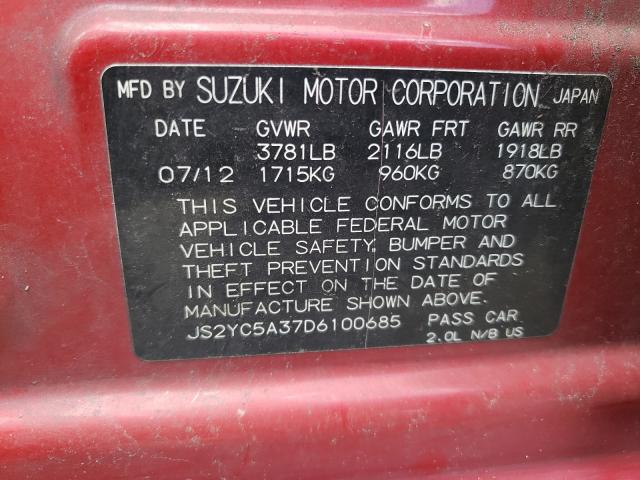 MFD BY SUZUKI MOTOR CORPORATION JAPAN
DATE GVWR GAWR FRT GAWR RR
3781LB 2116LB 1918LB
07/12 1715KG 960KG 870KG
THIS VEHICLE CONFORMS TO ALL
APPLICABLE FEDERAL MOTOR
VEHICLE SAFETY, BUMPER AND
THEFT PREVENTION STANDARDS
IN EFFECT ON THE DATE OF
MANUFACTURE SHOWN ABOVE.
JS2YC5A37D6100685 PASS CAR
2.0L N/B US